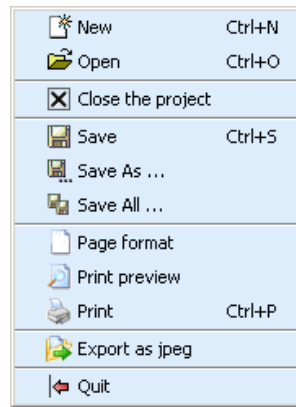 New Ctrl+N
Open Ctrl+O
Close the project
Save Ctrl+S
Save As ...
Save All ...
Page format
Print preview
Print Ctrl+P
Export as jpeg
Quit